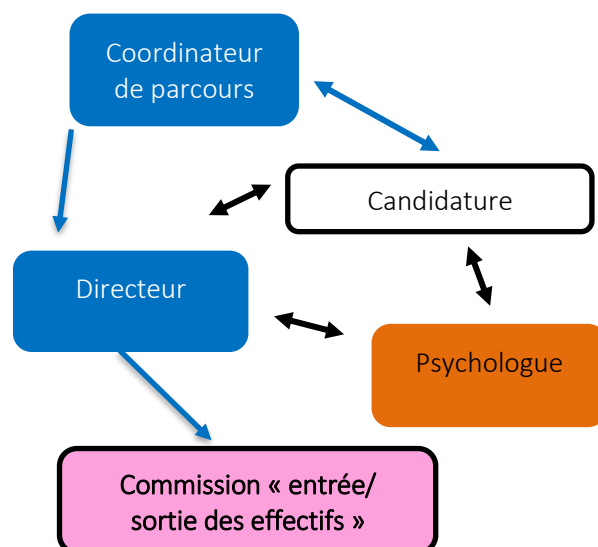 Coordinateur
de parcours
Candidature
Directeur
Psychologue
Commission « entrée/
sortie des effectifs »